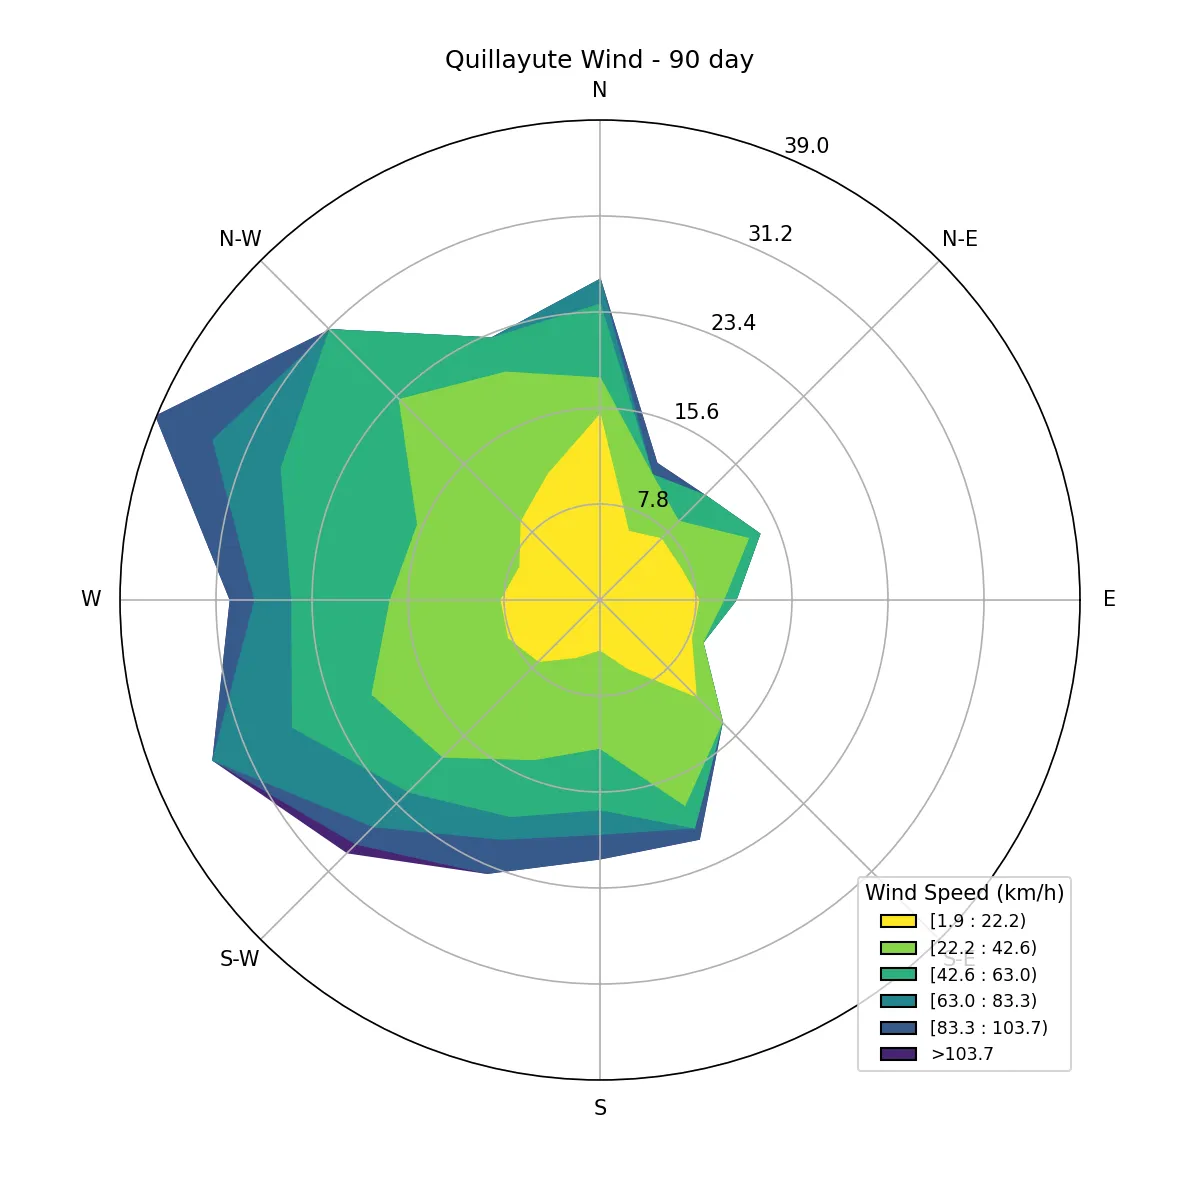 Quillayute Wind - 90 day
N
39.0
31.2
N-W
N-E
23.4
15.6
7.8
W
E
Wind Speed (km/h)
[1.9 : 22.2)
[22.2 : 42.6)
S-W
S-E
[42.6 : 63.0)
[63.0 : 83.3)
[83.3 : 103.7)
>103.7
S